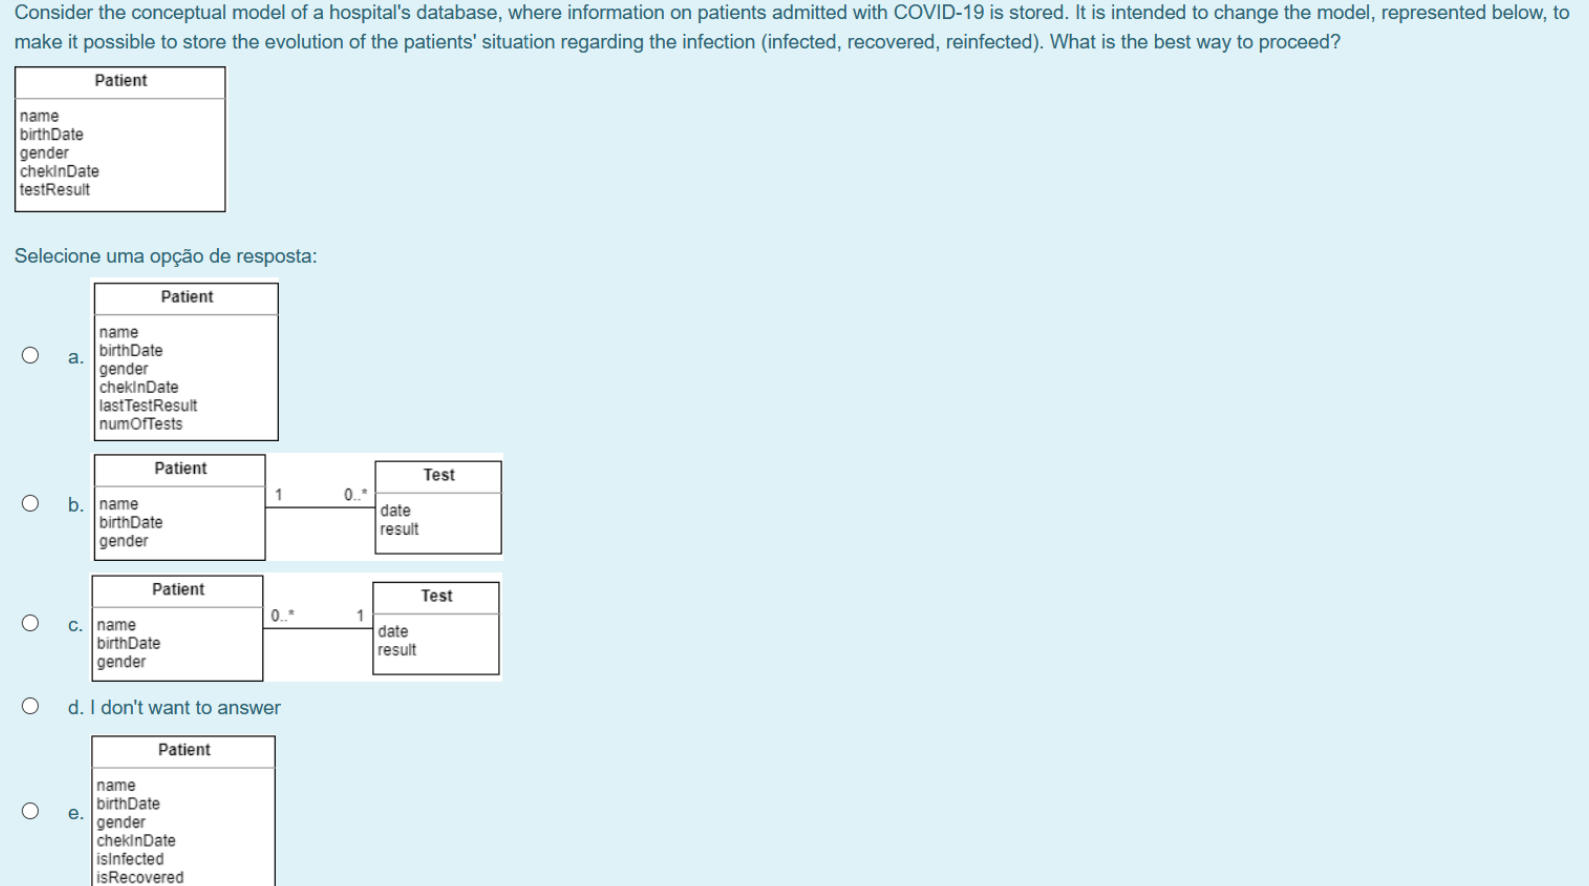 Consider the conceptual model of a hospital's database, where information on patients admitted with COVID-19 is stored. It is intended to change the model, represented below, to
make it possible to store the evolution of the patients' situation regarding the infection (infected, recovered, reinfected). What is the best way to proceed?
Patient
name
birthDate
gender
chekInDate
testResult
Selecione uma opção de resposta:
a.
Patient
name
birthDate
gender
chekInDate
lastTestResult
numOfTests
b.
Patient
name
birthDate
gender
1
0..*
Test
date
result
c.
Patient
name
birthDate
gender
0..*
1
Test
date
result
d. I don't want to answer
e.
Patient
name
birthDate
gender
chekInDate
isInfected
isRecovered